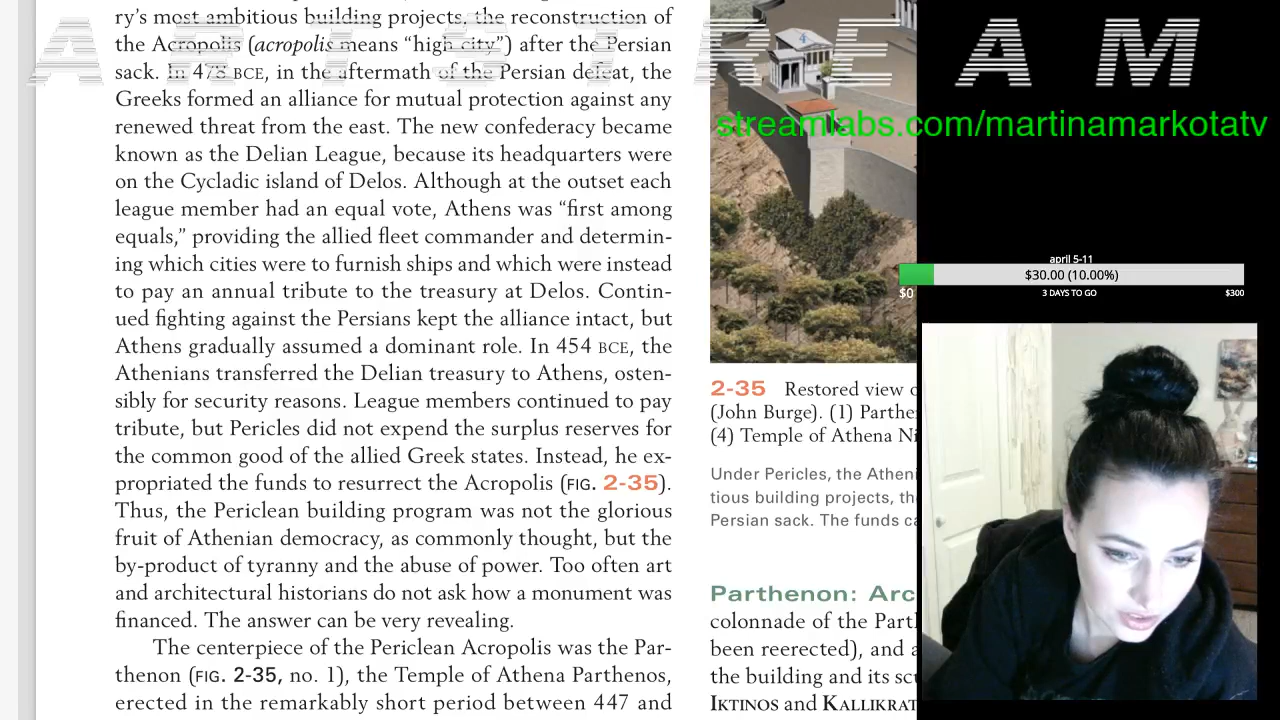 ARTSTREAM
ry’s most ambitious building projects, the reconstruction of
the Acropolis (acropolis means “high city”) after the Persian
sack. In 478 BCE, in the aftermath of the Persian defeat, the
Greeks formed an alliance for mutual protection against any
renewed threat from the east. The new confederacy became
known as the Delian League, because its headquarters were
on the Cycladic island of Delos. Although at the outset each
league member had an equal vote, Athens was “first among
equals,” providing the allied fleet commander and determin-
ing which cities were to furnish ships and which were instead
to pay an annual tribute to the treasury at Delos. Contin-
ued fighting against the Persians kept the alliance intact, but
Athens gradually assumed a dominant role. In 454 BCE, the
Athenians transferred the Delian treasury to Athens, osten-
sibly for security reasons. League members continued to pay
tribute, but Pericles did not expend the surplus reserves for
the common good of the allied Greek states. Instead, he ex-
propriated the funds to resurrect the Acropolis (FIG. 2-35).
Thus, the Periclean building program was not the glorious
fruit of Athenian democracy, as commonly thought, but the
by-product of tyranny and the abuse of power. Too often art
and architectural historians do not ask how a monument was
financed. The answer can be very revealing.
The centerpiece of the Periclean Acropolis was the Par-
thenon (FIG. 2-35, no. 1), the Temple of Athena Parthenos,
erected in the remarkably short period between 447 and
4
streamlabs.com/martinamarkotatv
april 5-11
$30.00 (10.00%)
$0 3 DAYS TO GO $300
2-35 Restored view o
(John Burge). (1) Parthe
(4) Temple of Athena Ni
Under Pericles, the Atheni
tious building projects, th
Persian sack. The funds ca
Parthenon: Arc
colonnade of the Parth
been reerected), and a
the building and its scu
IKTINOS and KALLIKRAT